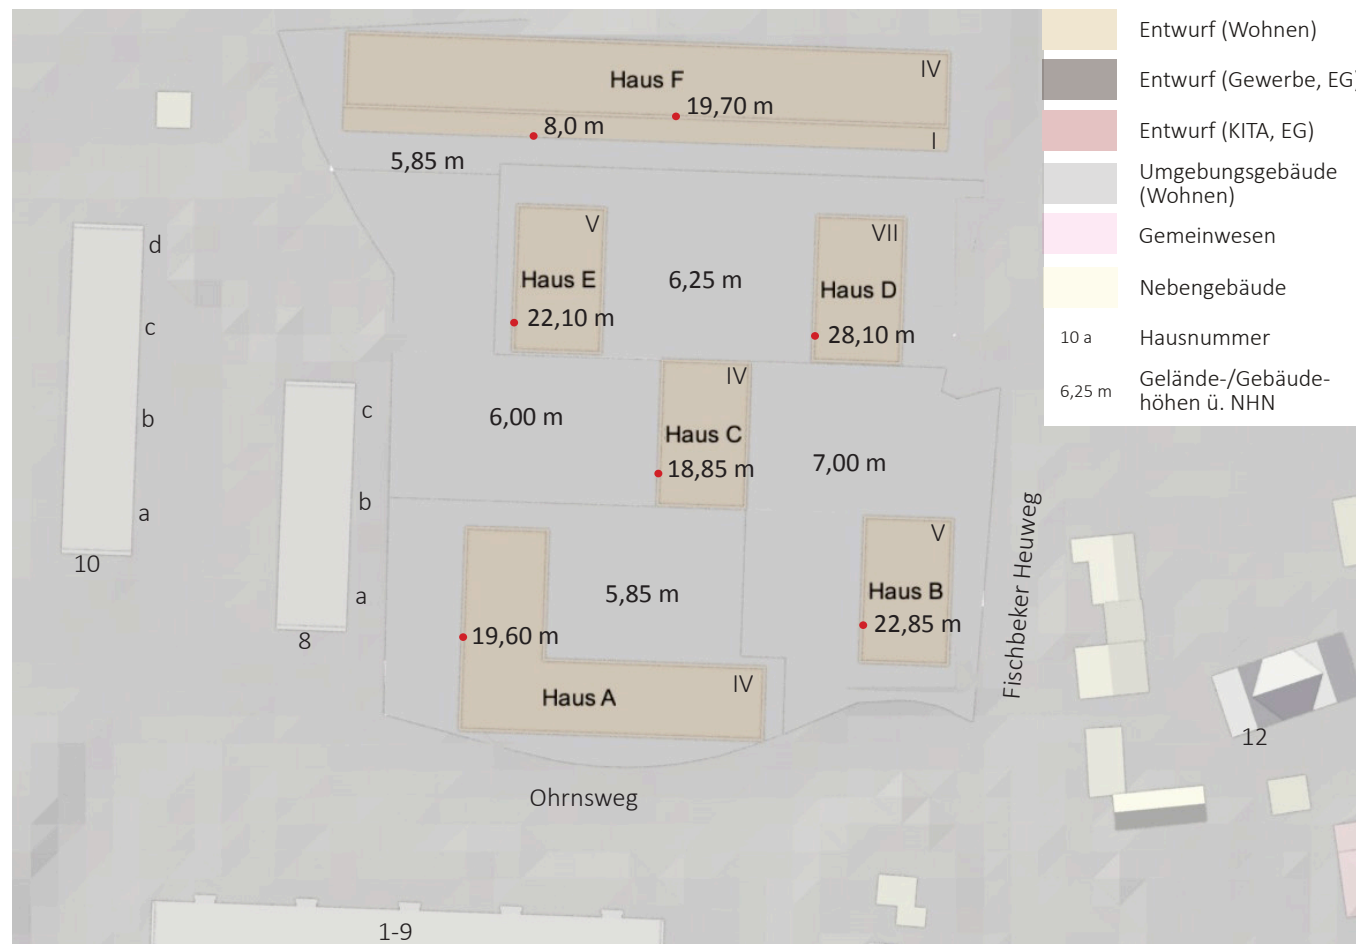 Haus F
IV
19,70 m
8,0 m
I
5,85 m
V
Haus E
22,10 m
6,25 m
VII
Haus D
28,10 m
d
c
b
a
10
c
b
a
8
6,00 m
IV
Haus C
18,85 m
7,00 m
5,85 m
19,60 m
Haus A
IV
V
Haus B
22,85 m
Fischbeker Heuweg
Ohrnsweg
12
1-9
Entwurf (Wohnen)
Entwurf (Gewerbe, EG)
Entwurf (KITA, EG)
Umgebungsgebäude
(Wohnen)
Gemeinwesen
Nebengebäude
10 a Hausnummer
6,25 m Gelände-/Gebäude-
höhen ü. NHN